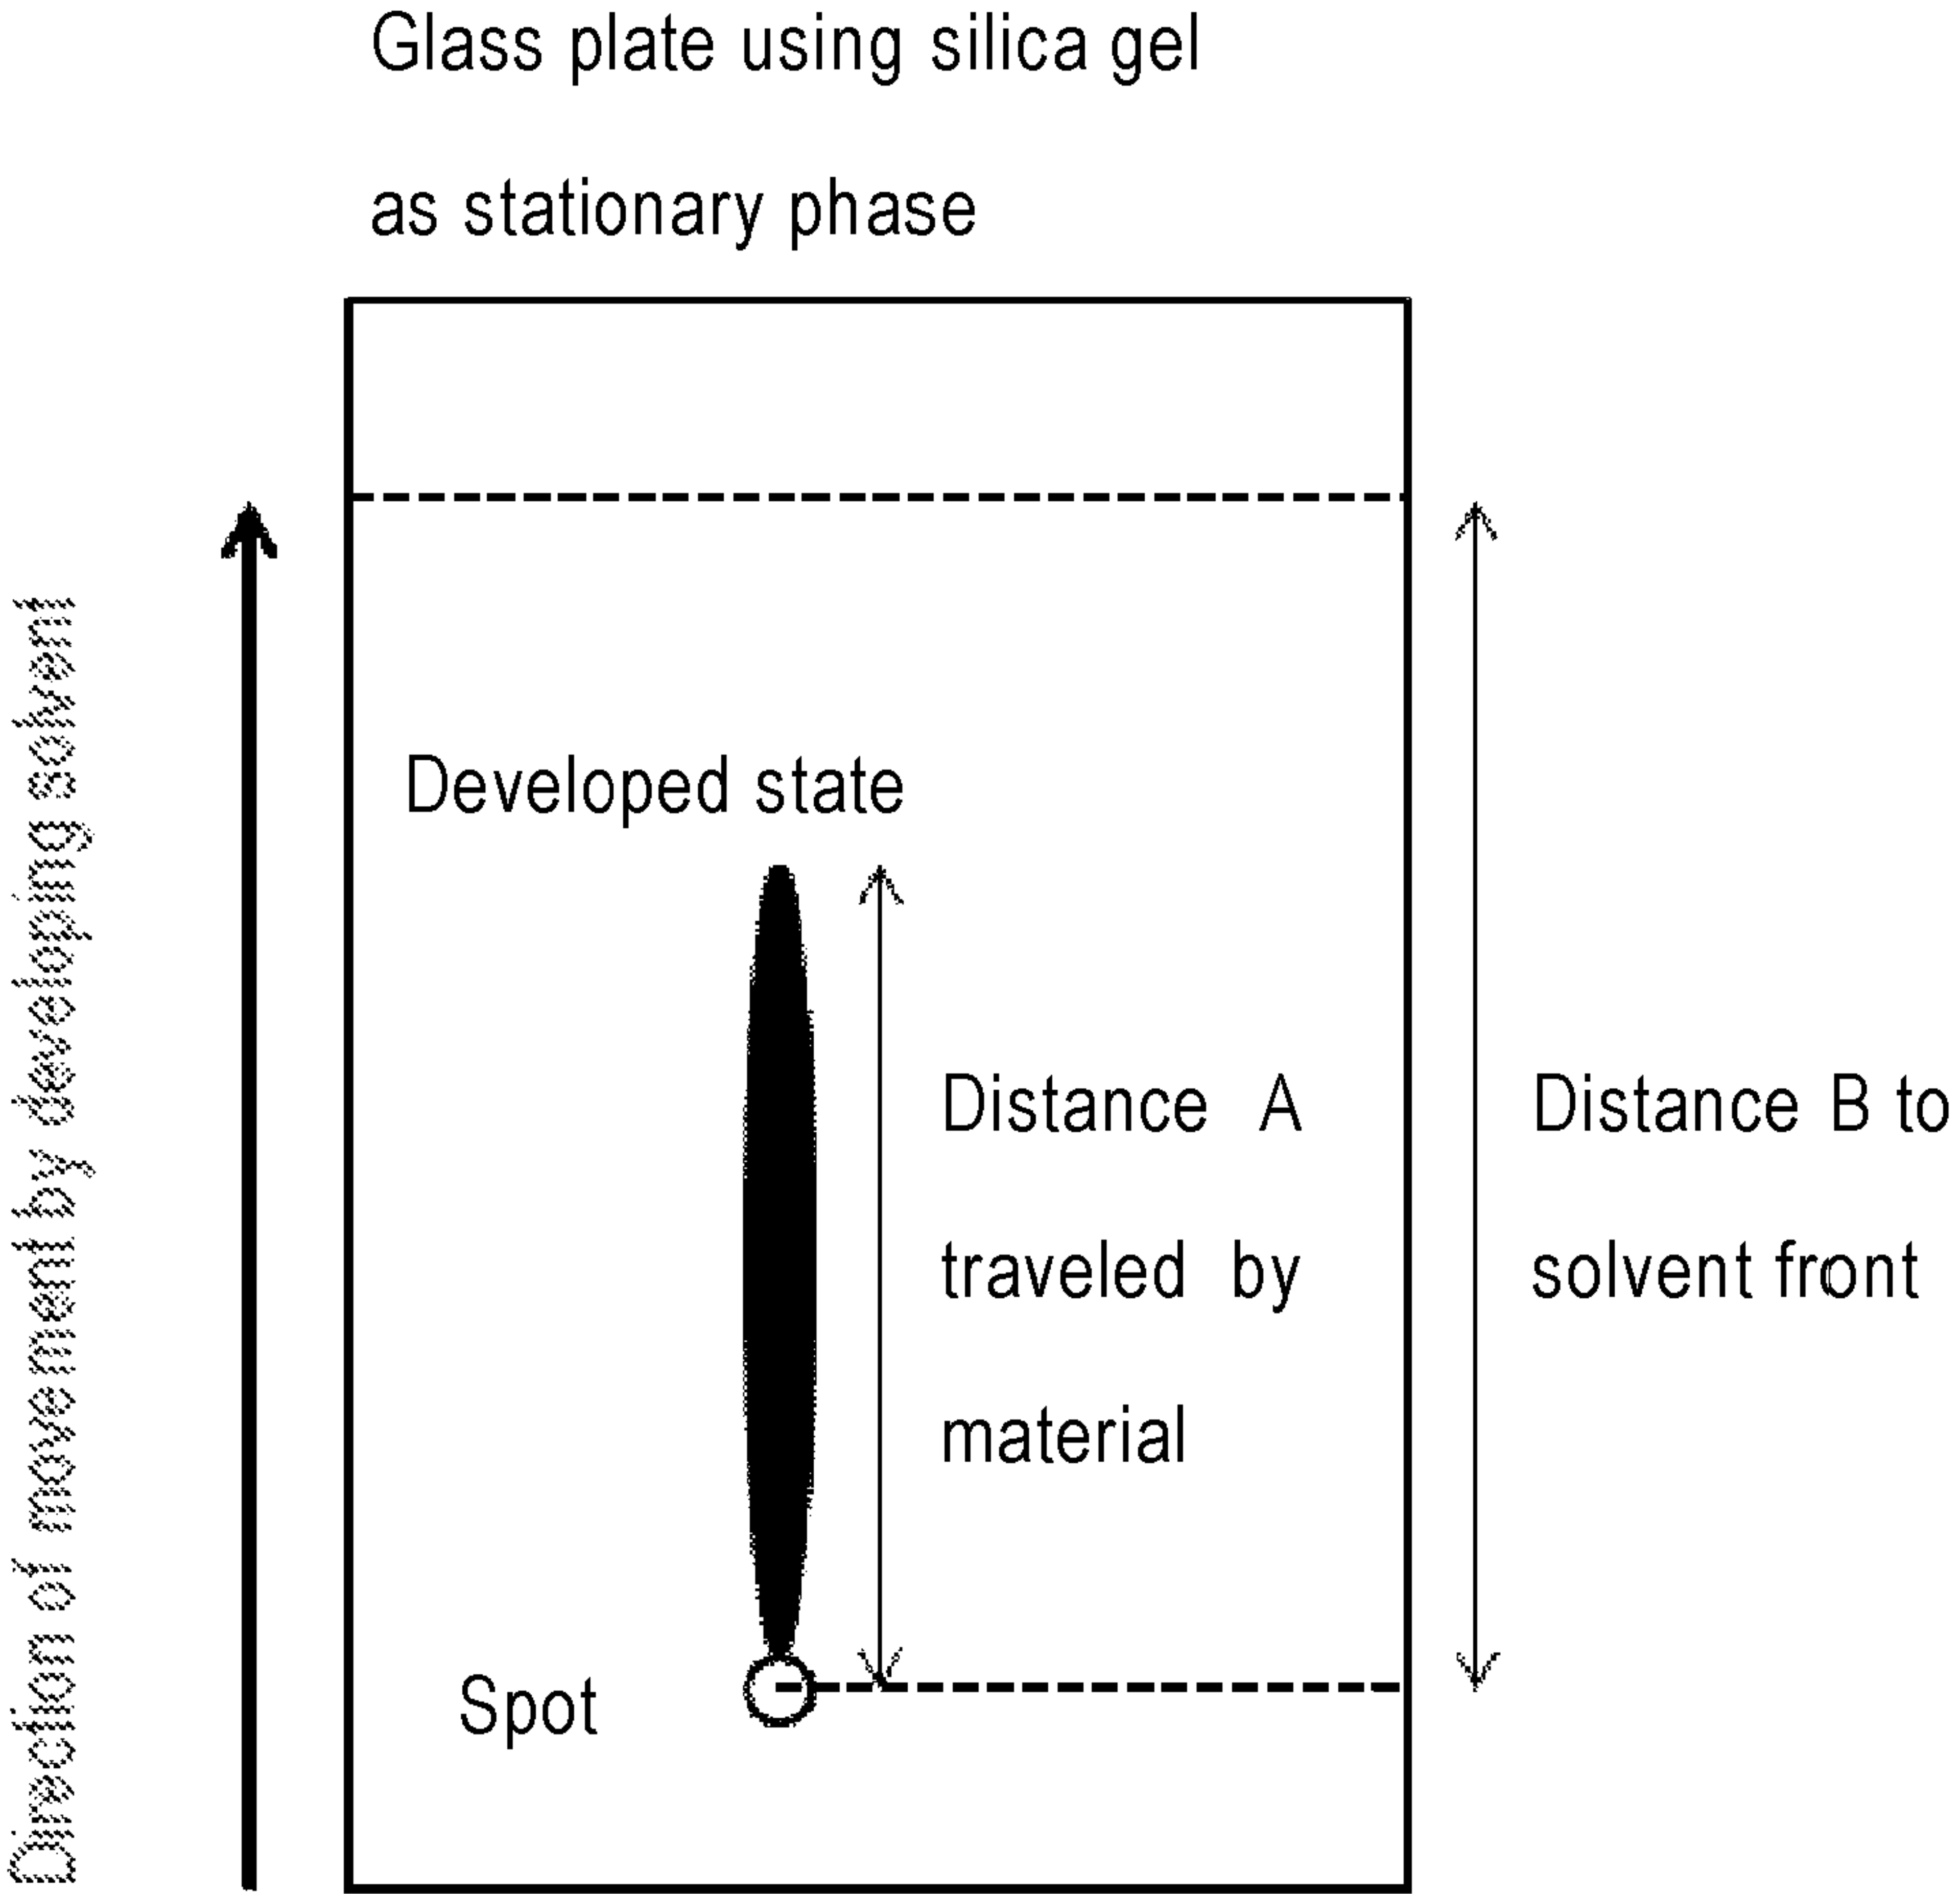 Glass plate using silica gel
as stationary phase
Direction of movement by developing solvent
Developed state
Distance A
traveled by
material
Distance B to
solvent front
Spot